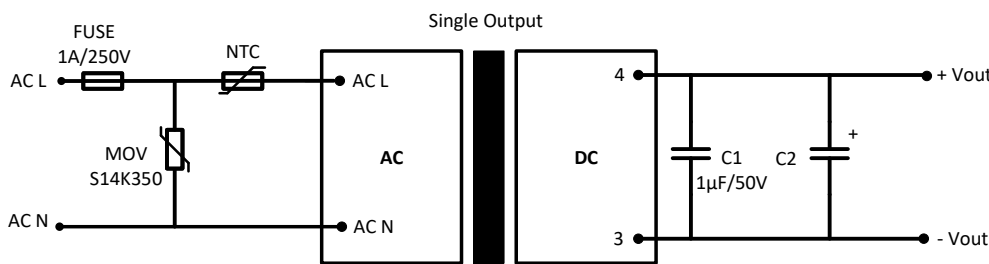 Single Output
FUSE
1A/250V
NTC
AC L
AC L
4
+ Vout
MOV
S14K350
AC
DC
C1
1µF/50V
C2
+
AC N
AC N
3
- Vout